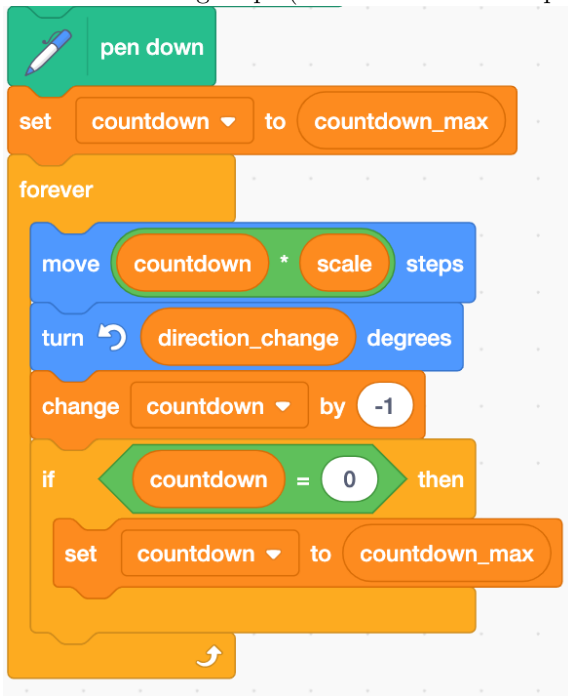 pen down
set countdown to countdown_max
forever
move countdown * scale steps
turn direction_change degrees
change countdown by -1
if countdown = 0 then
set countdown to countdown_max